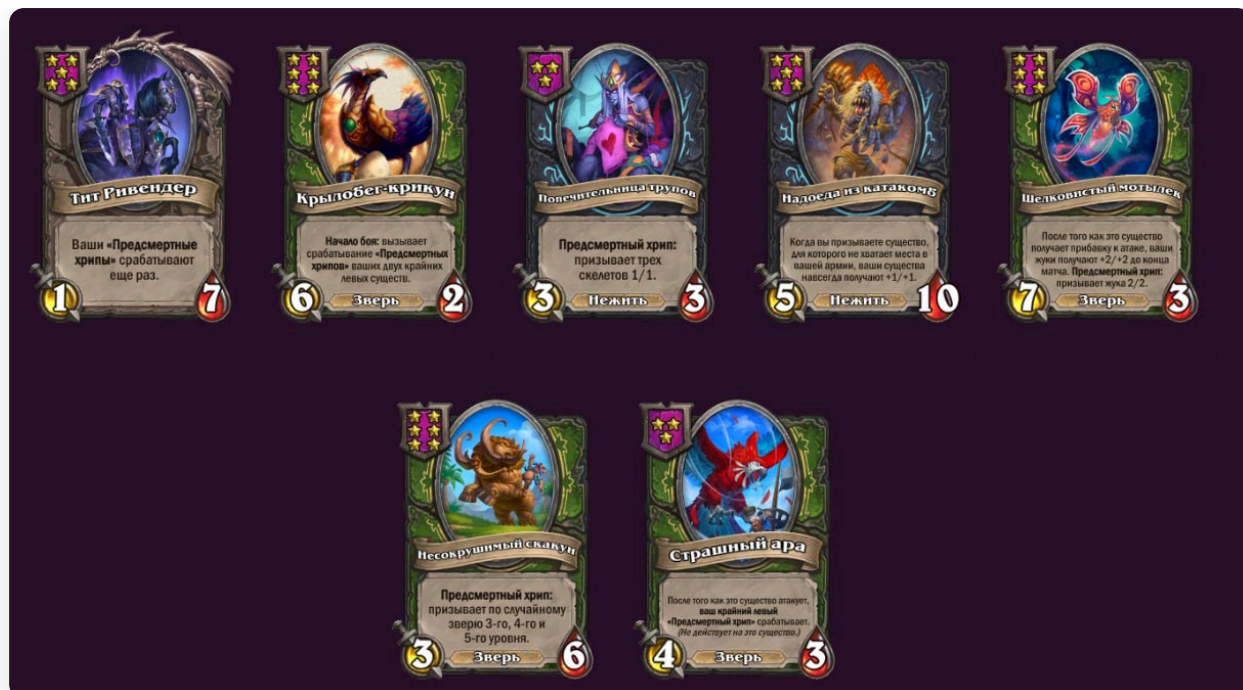 Тит Ривендер
Ваши «Предсмертные
хрипы» срабатывают
еще раз.
1
7
Крылобег-крикун
Начало боя: вызывает
срабатывание «Предсмертных
хрипов» ваших двух крайних
левых существ.
6
Зверь
2
Попечительница трупов
Предсмертный хрип:
призывает трех
скелетов 1/1.
3
Нежить
3
Надоеда из катакомб
Когда вы призываете существо,
для которого не хватает места в
вашей армии, ваши существа
навсегда получают +1/+1.
5
Нежить
10
Шелковистый мотылек
После того как это существо
получает прибавку к атаке, ваши
жуки получают +2/+2 до конца
матча. Предсмертный хрип:
призывает жука 2/2.
7
Зверь
3
Несокрушимый скакун
Предсмертный хрип:
призывает по случайному
зверю 3-го, 4-го и
5-го уровня.
3
Зверь
6
Страшный ара
После того как это существо атакует,
ваш крайний левый
«Предсмертный хрип» срабатывает.
(Не действует на это существо.)
4
Зверь
3